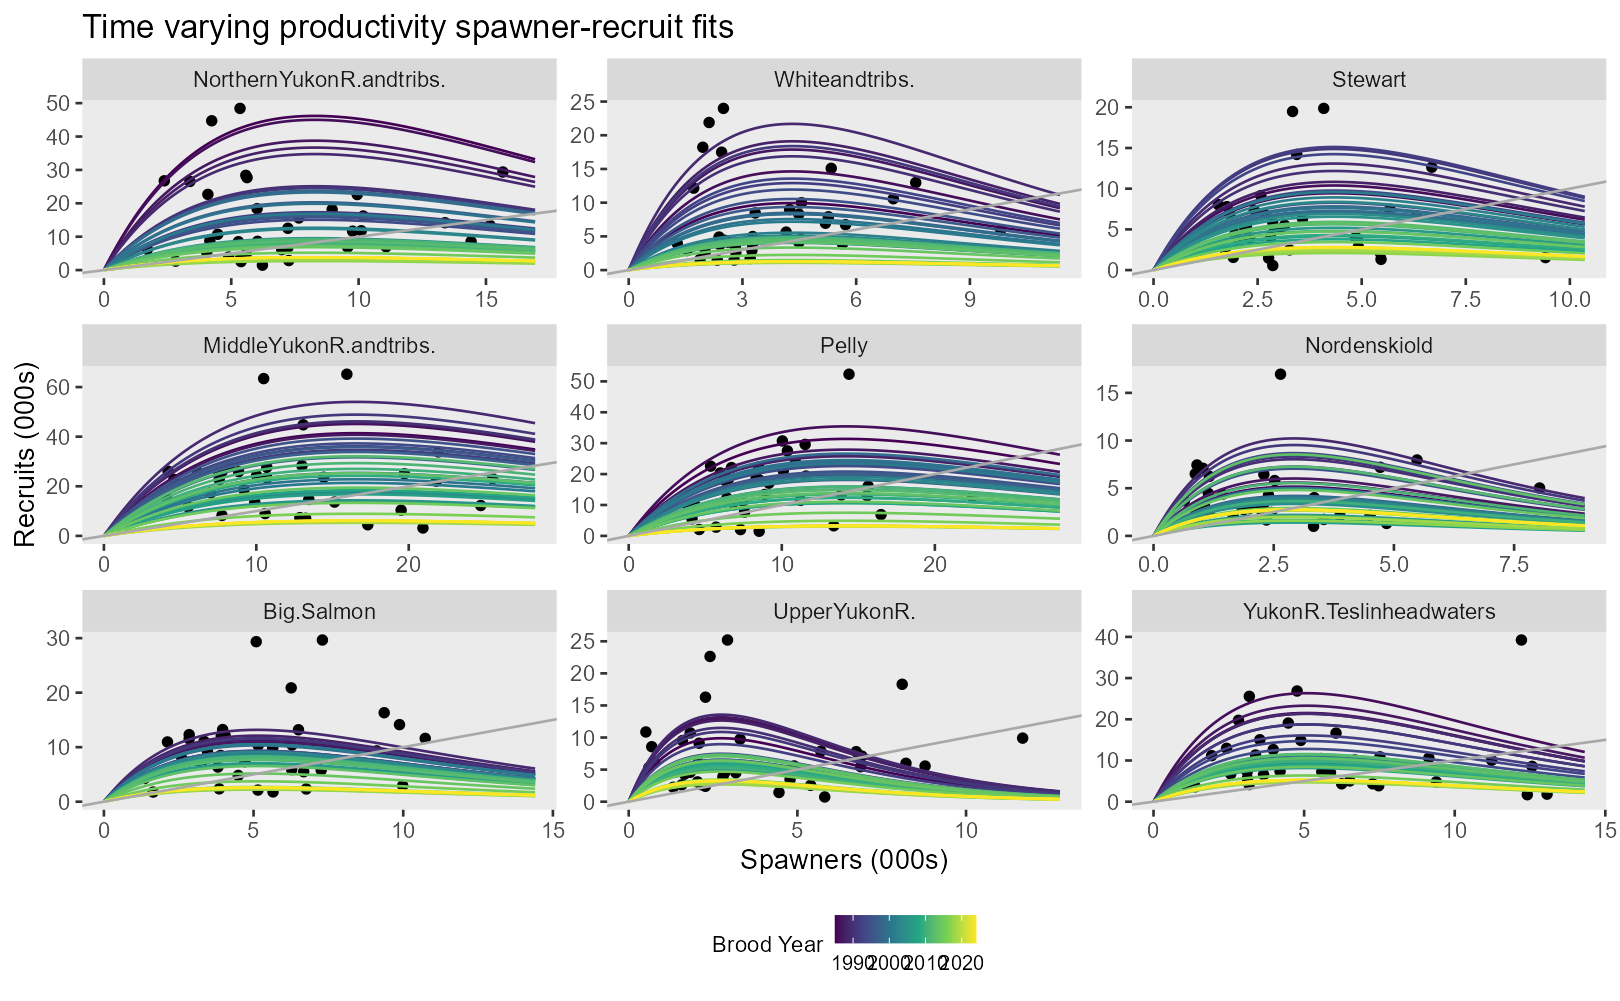 Time varying productivity spawner-recruit fits
NorthernYukonR.andtribs.
Whiteandtribs.
Stewart
50
40
30
20
10
0
0 5 10 15
25
20
15
10
5
0
0 3 6 9
20
15
10
5
0
0.0 2.5 5.0 7.5 10.0
MiddleYukonR.andtribs.
Pelly
Nordenskiold
60
40
20
0
0 10 20
50
40
30
20
10
0
0 10 20
15
10
5
0
0.0 2.5 5.0 7.5
Big.Salmon
UpperYukonR.
YukonR.Teslinheadwaters
30
20
10
0
0 5 10 15
25
20
15
10
5
0
0 5 10
40
30
20
10
0
0 5 10 15
Recruits (000s)
Spawners (000s)
Brood Year
1990 2000 2010 2020